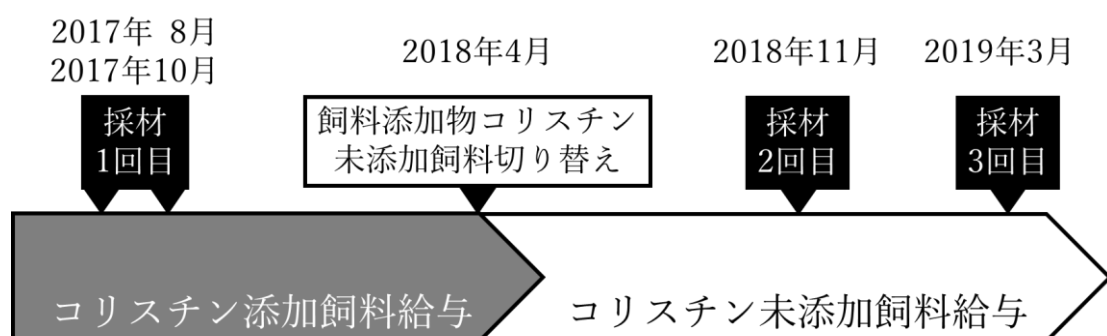 2017年 8月
2017年10月
2018年4月
2018年11月
2019年3月
採材
1回目
飼料添加物コリスチン
未添加飼料切り替え
採材
2回目
採材
3回目
コリスチン添加飼料給与
コリスチン未添加飼料給与